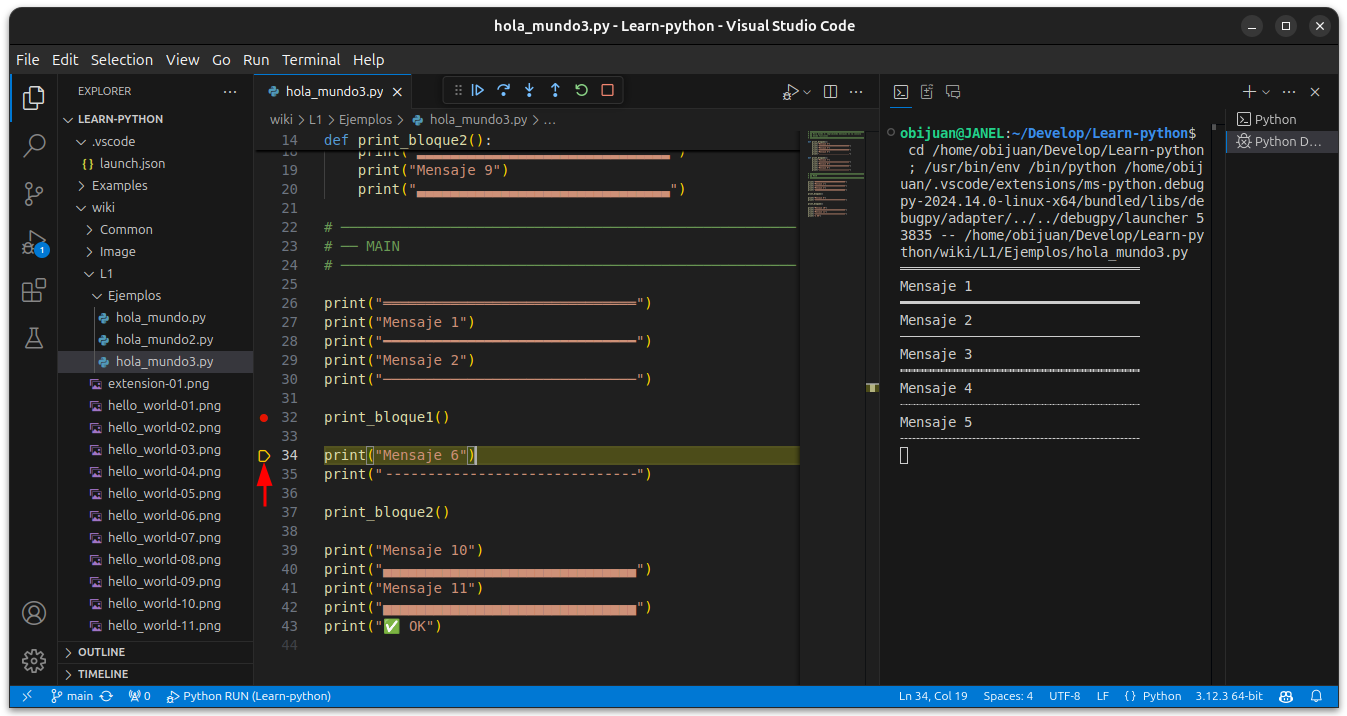 hola_mundo3.py - Learn-python - Visual Studio Code
File Edit Selection View Go Run Terminal Help
EXPLORER
LEARN-PYTHON
.vscode
{} launch.json
Examples
wiki
Common
Image
L1
Ejemplos
hola_mundo.py
hola_mundo2.py
hola_mundo3.py
extension-01.png
hello_world-01.png
hello_world-02.png
hello_world-03.png
hello_world-04.png
hello_world-05.png
hello_world-06.png
hello_world-07.png
hello_world-08.png
hello_world-09.png
hello_world-10.png
hello_world-11.png
OUTLINE
TIMELINE
1
hola_mundo3.py
wiki > L1 > Ejemplos > hola_mundo3.py > ...
14 def print_bloque2():
18 print("▄▄▄▄▄▄▄▄▄▄▄▄▄▄▄▄▄▄▄▄▄▄▄▄▄▄▄▄▄▄")
19 print("Mensaje 9")
20 print("▄▄▄▄▄▄▄▄▄▄▄▄▄▄▄▄▄▄▄▄▄▄▄▄▄▄▄▄▄▄")
21
22 # ──────────────────────────────────────────────────────
23 # ── MAIN
24 # ──────────────────────────────────────────────────────
25
26 print("══════════════════════════════")
27 print("Mensaje 1")
28 print("━━━━━━━━━━━━━━━━━━━━━━━━━━━━━━")
29 print("Mensaje 2")
30 print("──────────────────────────────")
31
32 print_bloque1()
33
34 print("Mensaje 6")
35 print("------------------------------")
36
37 print_bloque2()
38
39 print("Mensaje 10")
40 print("▄▄▄▄▄▄▄▄▄▄▄▄▄▄▄▄▄▄▄▄▄▄▄▄▄▄▄▄▄▄")
41 print("Mensaje 11")
42 print("▄▄▄▄▄▄▄▄▄▄▄▄▄▄▄▄▄▄▄▄▄▄▄▄▄▄▄▄▄▄")
43 print("✅ OK")
44
obijuan@JANEL:~/Develop/Learn-python$
cd /home/obijuan/Develop/Learn-python
; /usr/bin/env /bin/python /home/obij
uan/.vscode/extensions/ms-python.debug
py-2024.14.0-linux-x64/bundled/libs/de
bugpy/adapter/../../debugpy/launcher 5
3835 -- /home/obijuan/Develop/Learn-py
thon/wiki/L1/Ejemplos/hola_mundo3.py
Mensaje 1
Mensaje 2
Mensaje 3
Mensaje 4
Mensaje 5
Python
Python D...
main 0 Python RUN (Learn-python) Ln 34, Col 19 Spaces: 4 UTF-8 LF {} Python 3.12.3 64-bit